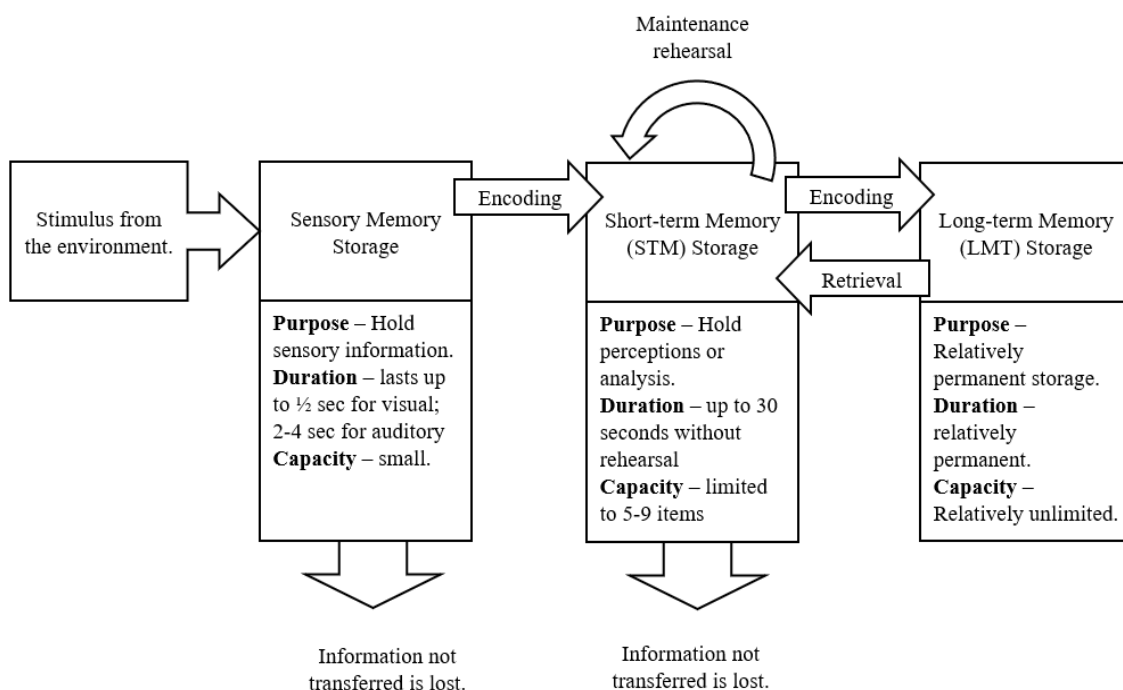 Maintenance
rehearsal
Stimulus from
the environment.
Sensory Memory
Storage
Encoding
Short-term Memory
(STM) Storage
Encoding
Retrieval
Long-term Memory
(LMT) Storage
Purpose – Hold
sensory information.
Duration – lasts up
to ½ sec for visual;
2-4 sec for auditory
Capacity – small.
Purpose – Hold
perceptions or
analysis.
Duration – up to 30
seconds without
rehearsal
Capacity – limited
to 5-9 items
Purpose –
Relatively
permanent storage.
Duration –
relatively
permanent.
Capacity –
Relatively unlimited.
Information not
transferred is lost.
Information not
transferred is lost.